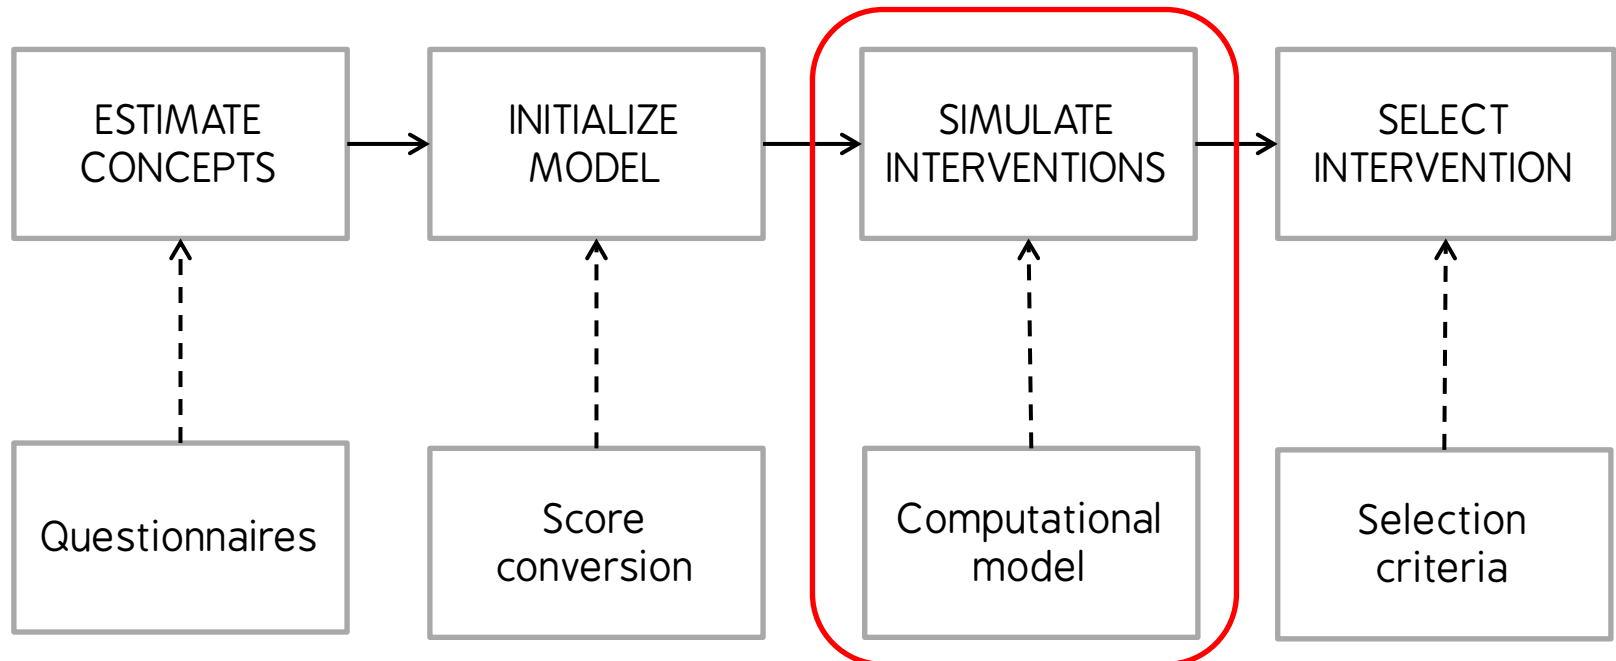 ESTIMATE
CONCEPTS
INITIALIZE
MODEL
SIMULATE
INTERVENTIONS
SELECT
INTERVENTION
Questionnaires
Score
conversion
Computational
model
Selection
criteria